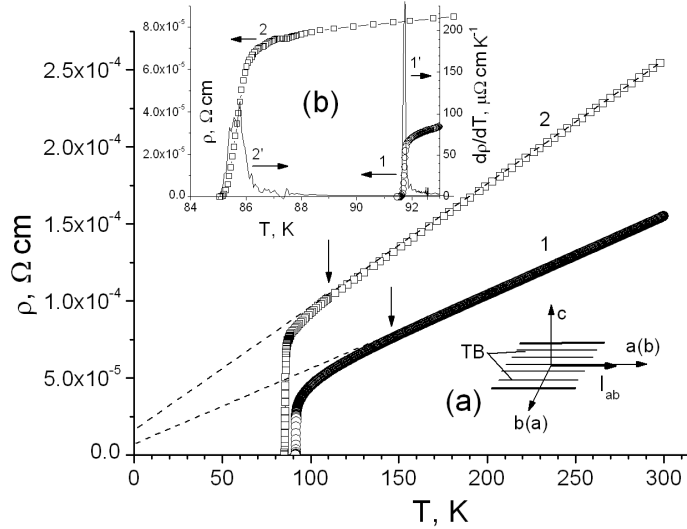 8.0x10⁻⁵
6.0x10⁻⁵
4.0x10⁻⁵
2.0x10⁻⁵
0.0
ρ, Ω cm
84 86 88 90 92
T, K
200
150
100
50
0
dρ/dT, μΩ cm K⁻¹
2
1'
(b)
2'
1
2.5x10⁻⁴
2.0x10⁻⁴
1.5x10⁻⁴
1.0x10⁻⁴
5.0x10⁻⁵
0.0
ρ, Ω cm
2
1
c
TB
a(b)
I_ab
b(a)
(a)
0 50 100 150 200 250 300
T, K